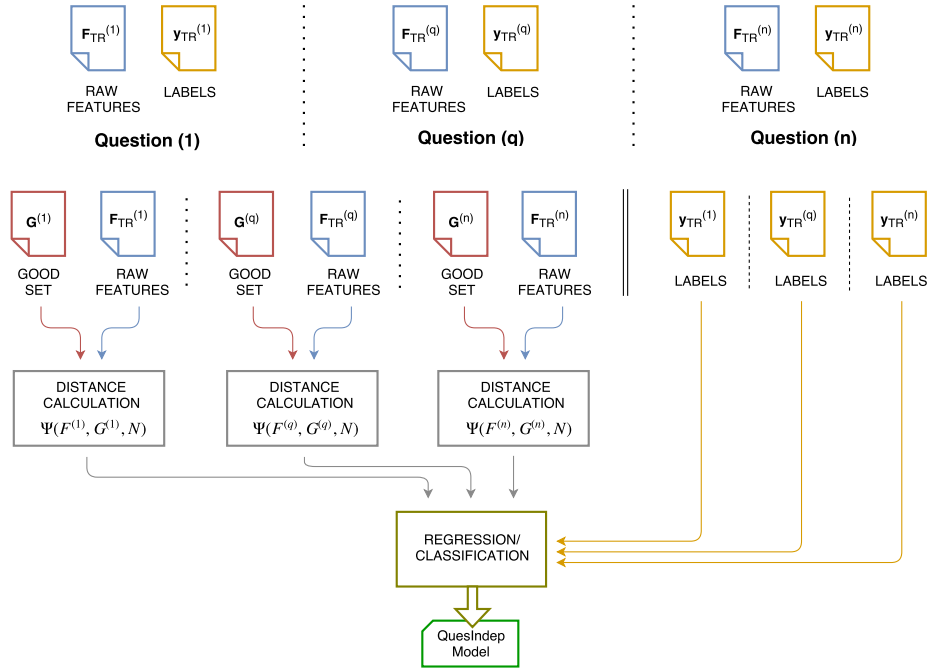 F_TR^(1) y_TR^(1) F_TR^(q) y_TR^(q) F_TR^(n) y_TR^(n)
RAW FEATURES LABELS RAW FEATURES LABELS RAW FEATURES LABELS
Question (1) Question (q) Question (n)
G^(1) F_TR^(1) G^(q) F_TR^(q) G^(n) F_TR^(n) y_TR^(1) y_TR^(q) y_TR^(n)
GOOD RAW GOOD RAW GOOD RAW LABELS LABELS LABELS
SET FEATURES SET FEATURES SET FEATURES
DISTANCE DISTANCE DISTANCE
CALCULATION CALCULATION CALCULATION
Ψ(F^(1), G^(1), N) Ψ(F^(q), G^(q), N) Ψ(F^(n), G^(n), N)
REGRESSION/
CLASSIFICATION
QuesIndep
Model